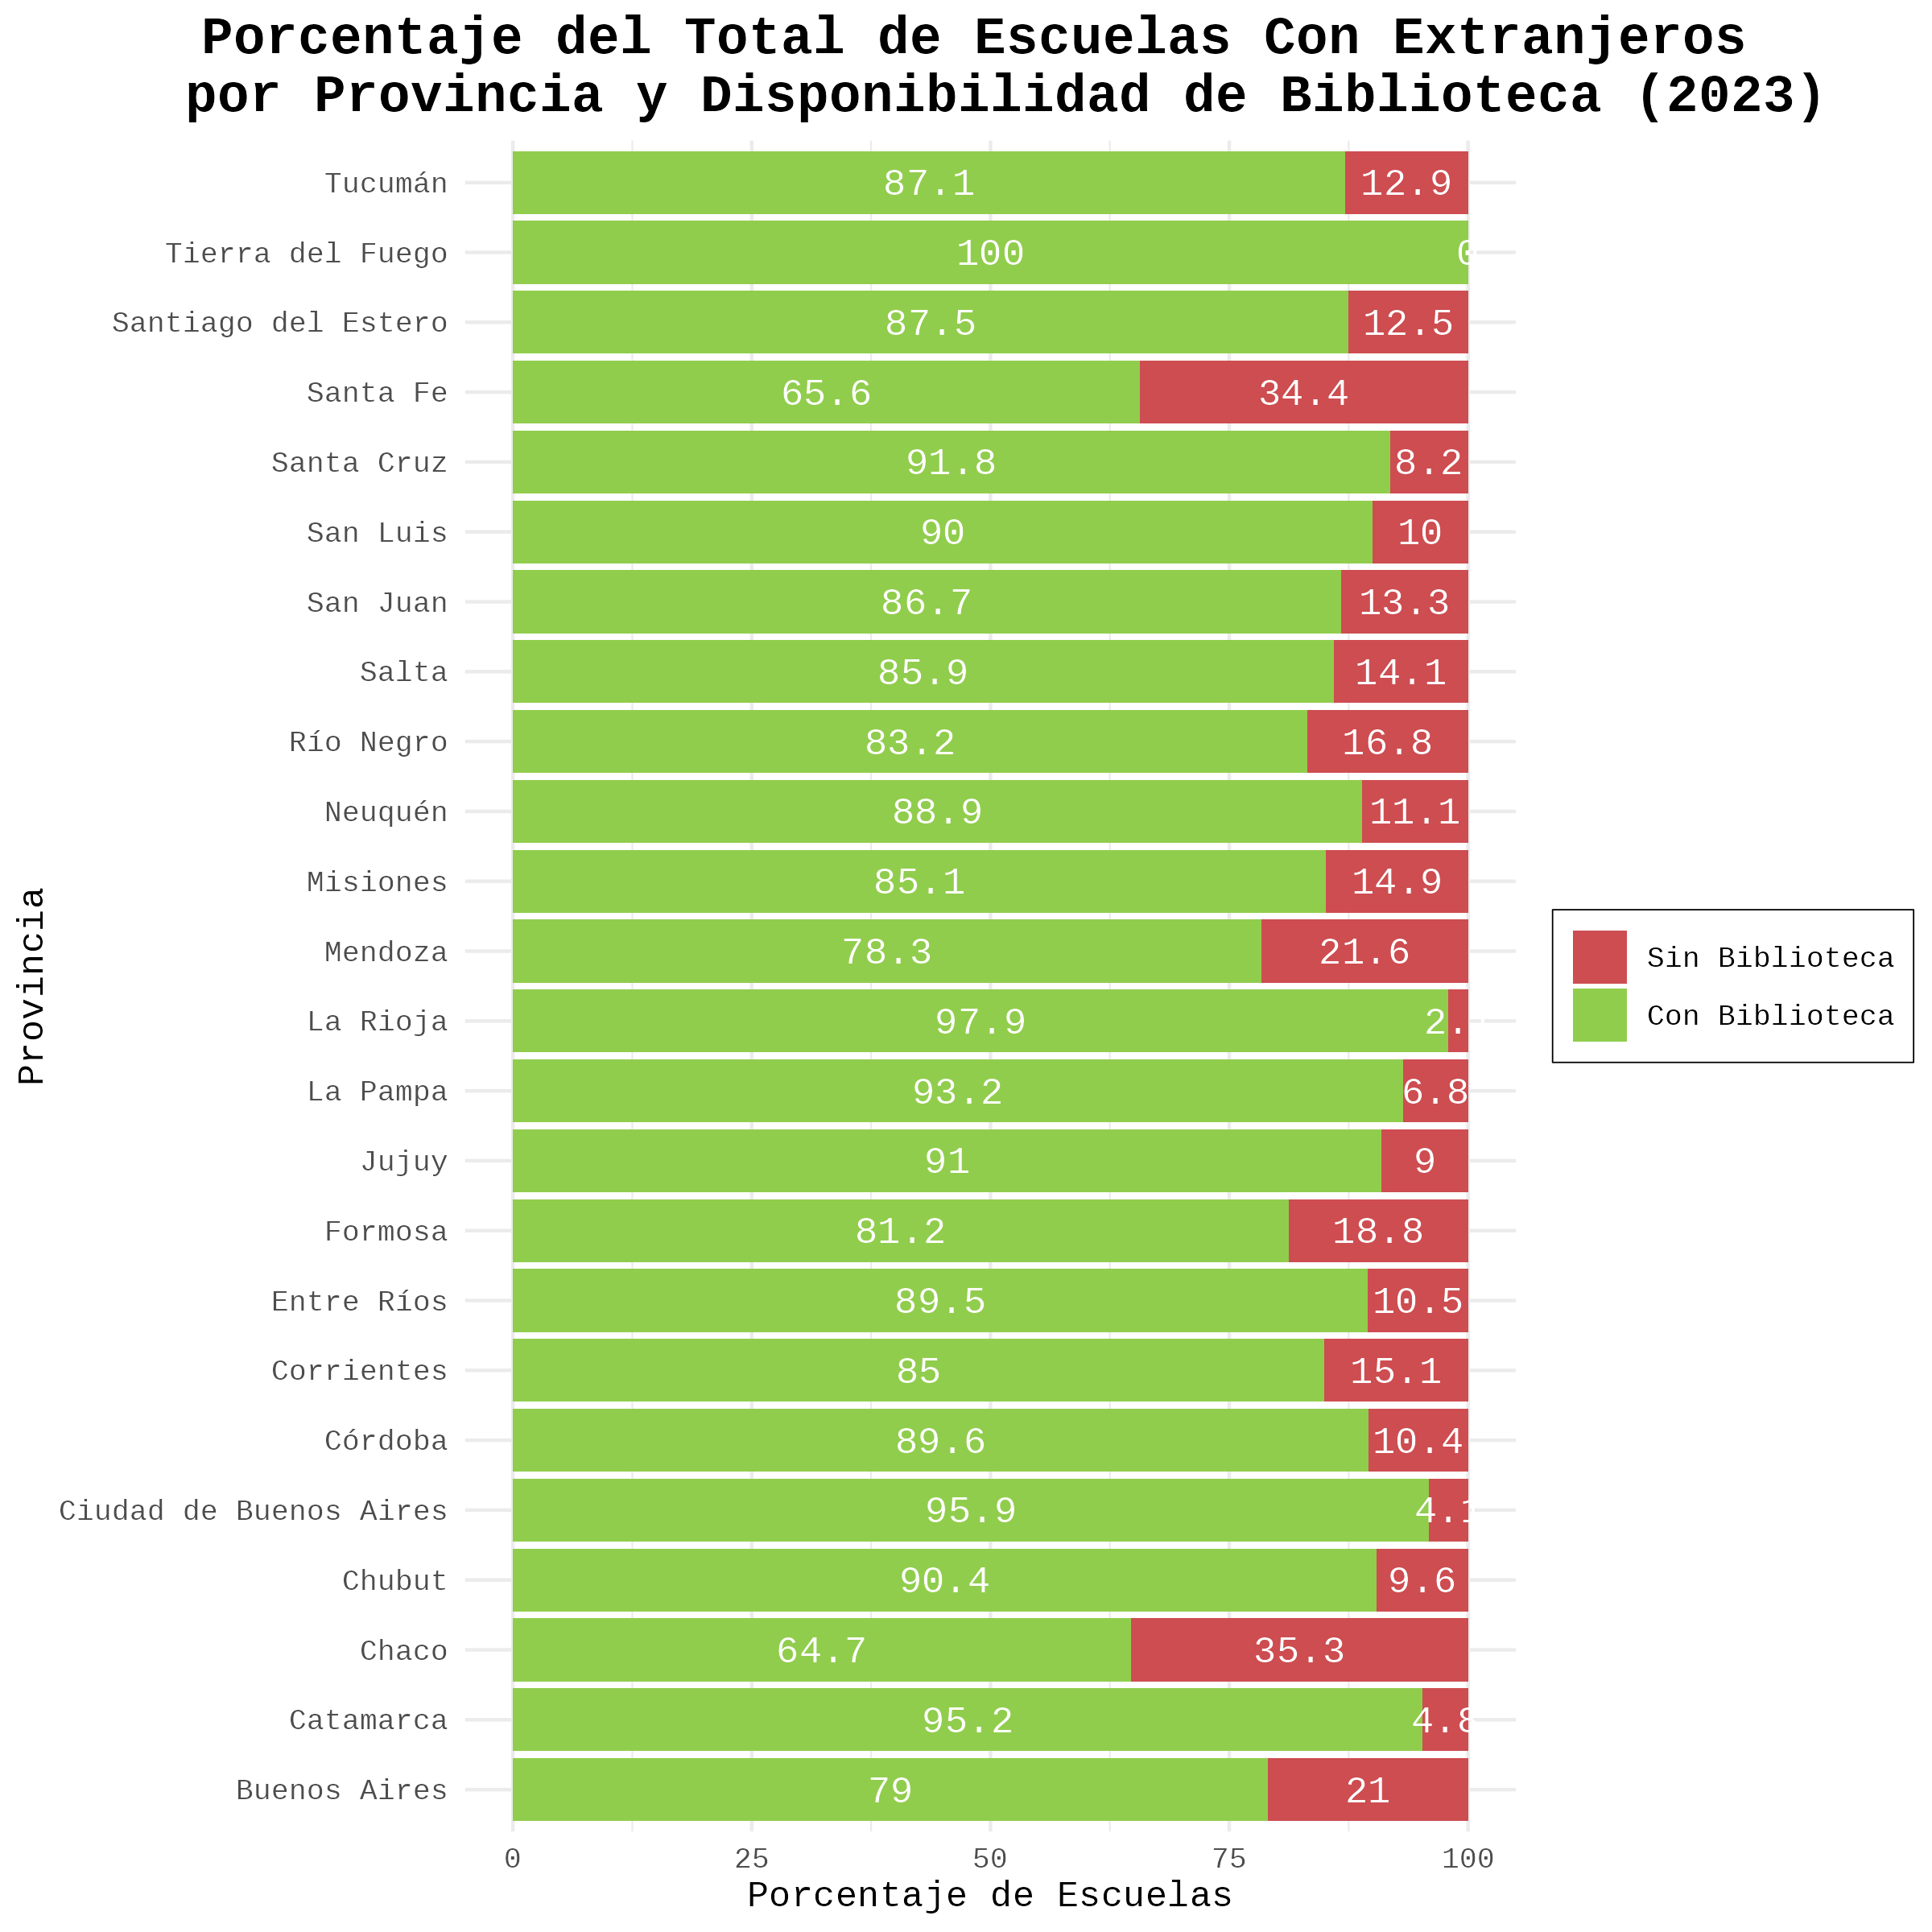 Porcentaje del Total de Escuelas Con Extranjeros
por Provincia y Disponibilidad de Biblioteca (2023)
Tucumán 87.1 12.9
Tierra del Fuego 100 0
Santiago del Estero 87.5 12.5
Santa Fe 65.6 34.4
Santa Cruz 91.8 8.2
San Luis 90 10
San Juan 86.7 13.3
Salta 85.9 14.1
Río Negro 83.2 16.8
Neuquén 88.9 11.1
Misiones 85.1 14.9
Mendoza 78.3 21.6
La Rioja 97.9 2.
La Pampa 93.2 6.8
Jujuy 91 9
Formosa 81.2 18.8
Entre Ríos 89.5 10.5
Corrientes 85 15.1
Córdoba 89.6 10.4
Ciudad de Buenos Aires 95.9 4.1
Chubut 90.4 9.6
Chaco 64.7 35.3
Catamarca 95.2 4.8
Buenos Aires 79 21
0 25 50 75 100
Porcentaje de Escuelas
Provincia
Sin Biblioteca
Con Biblioteca